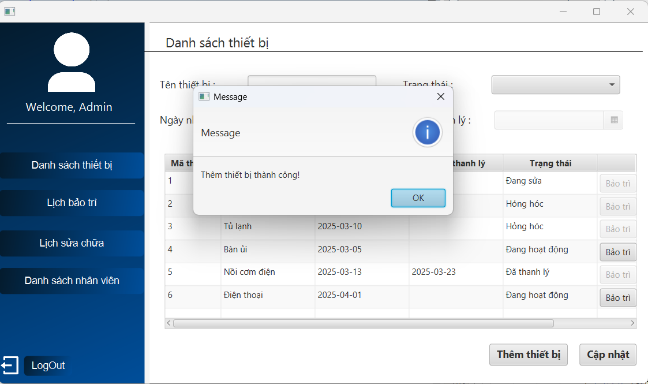 Danh sách thiết bị
Welcome, Admin
Danh sách thiết bị
Lịch bảo trì
Lịch sửa chữa
Danh sách nhân viên
LogOut
Tên thiết bị :
Trạng thái :
Ngày
lý :
Message
Message
i
Thêm thiết bị thành công!
OK
Mã
thanh lý
Trạng thái
1
Đang sửa
Bảo trì
2
Hỏng hóc
Bảo trì
3
Tủ lạnh
2025-03-10
Hỏng hóc
Bảo trì
4
Bàn ủi
2025-03-05
Đang hoạt động
Bảo trì
5
Nồi cơm điện
2025-03-13
2025-03-23
Đã thanh lý
Bảo trì
6
Điện thoại
2025-04-01
Đang hoạt động
Bảo trì
Thêm thiết bị
Cập nhật